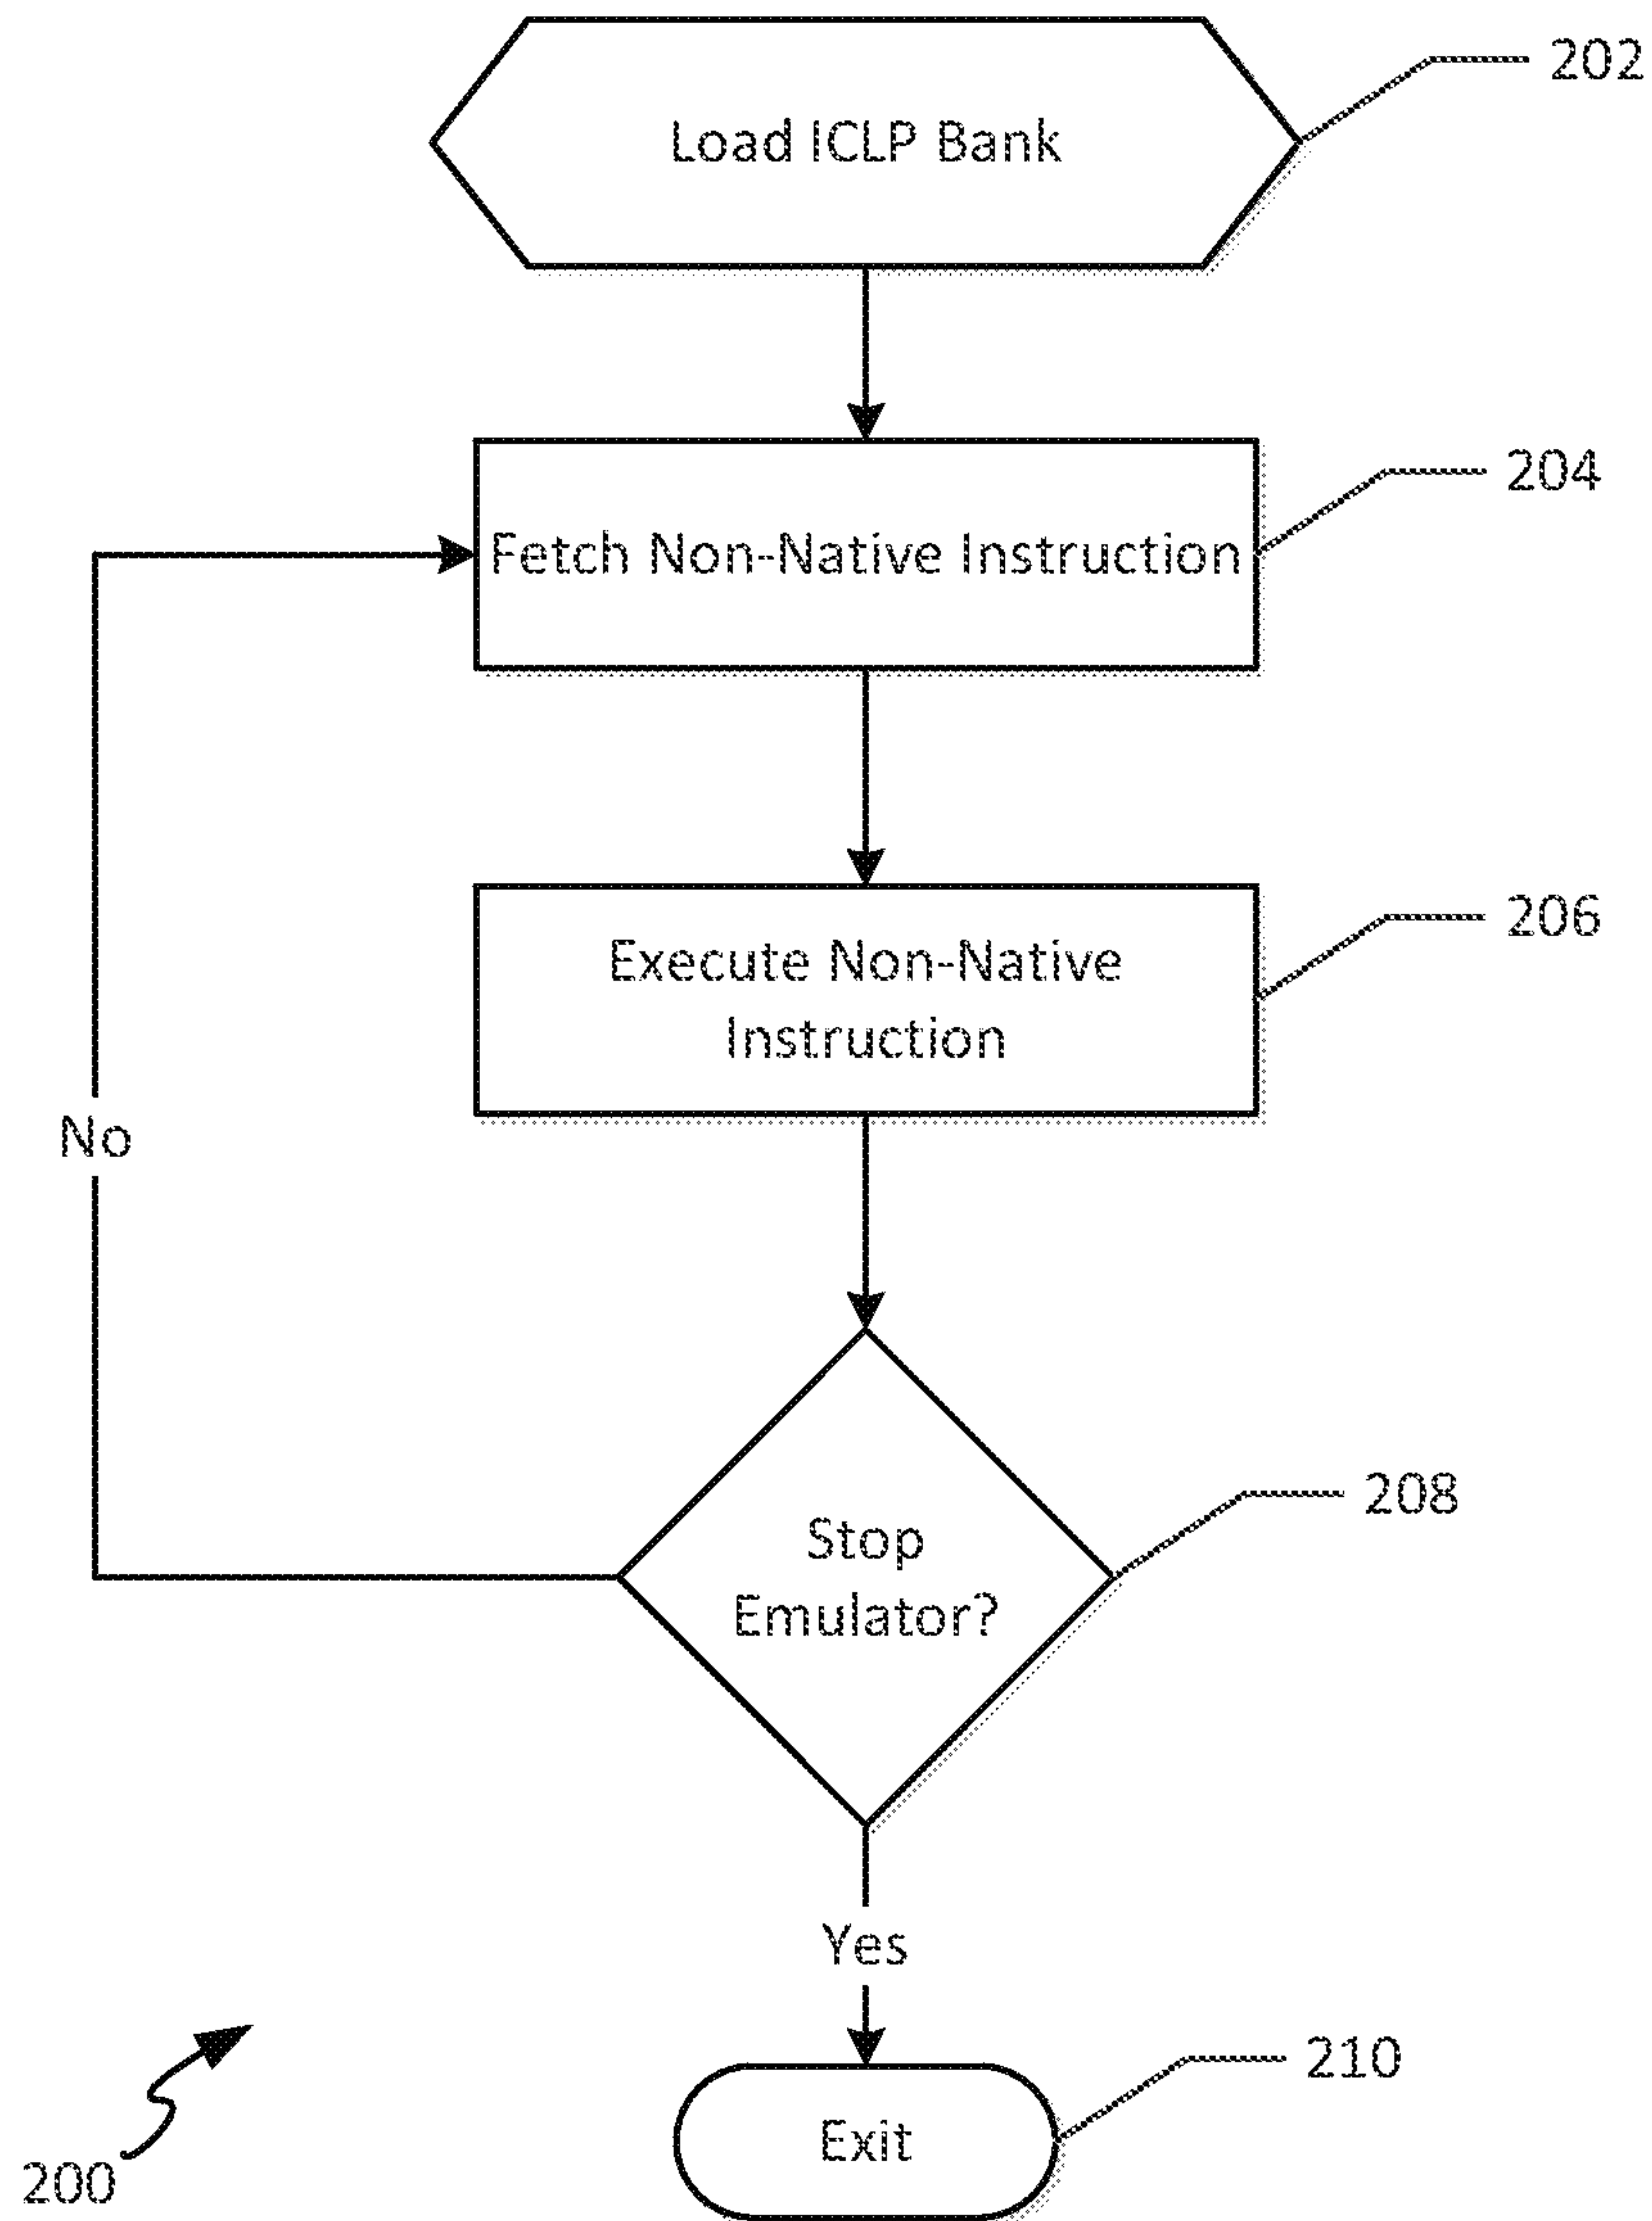 202
Load ICLP Bank
204
Fetch Non-Native Instruction
206
Execute Non-Native
Instruction
No
208
Stop
Emulator?
Yes
210
Exit
200